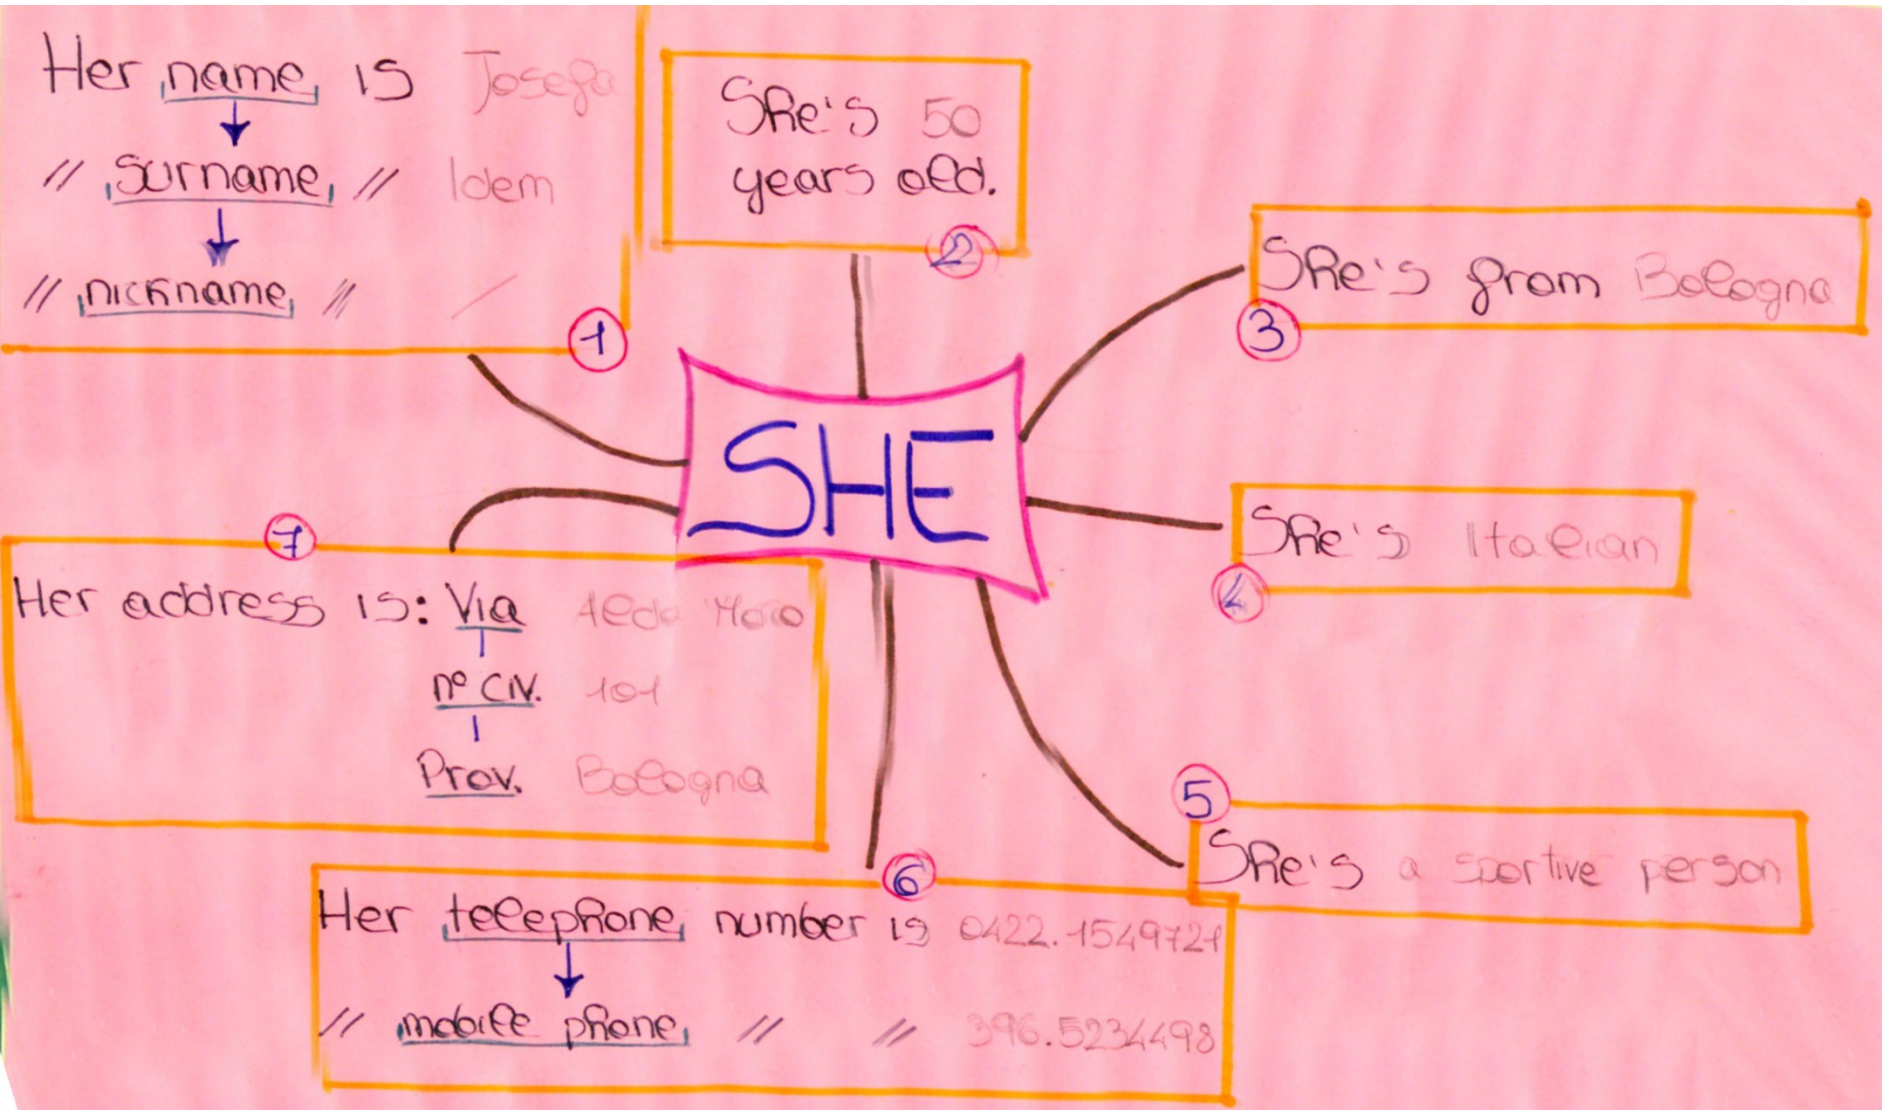 Her name is Josefa
// surname // Idem
// nickname // /
1
She's 50
years old.
2
She's from Bologna
3
SHE
She's Italian
4
5
She's a sportive person
6
Her telephone number is 0422.1549721
// mobile phone // // 396.5234498
7
Her address is: Via Aldo Moro
n° civ. 101
Prov. Bologna